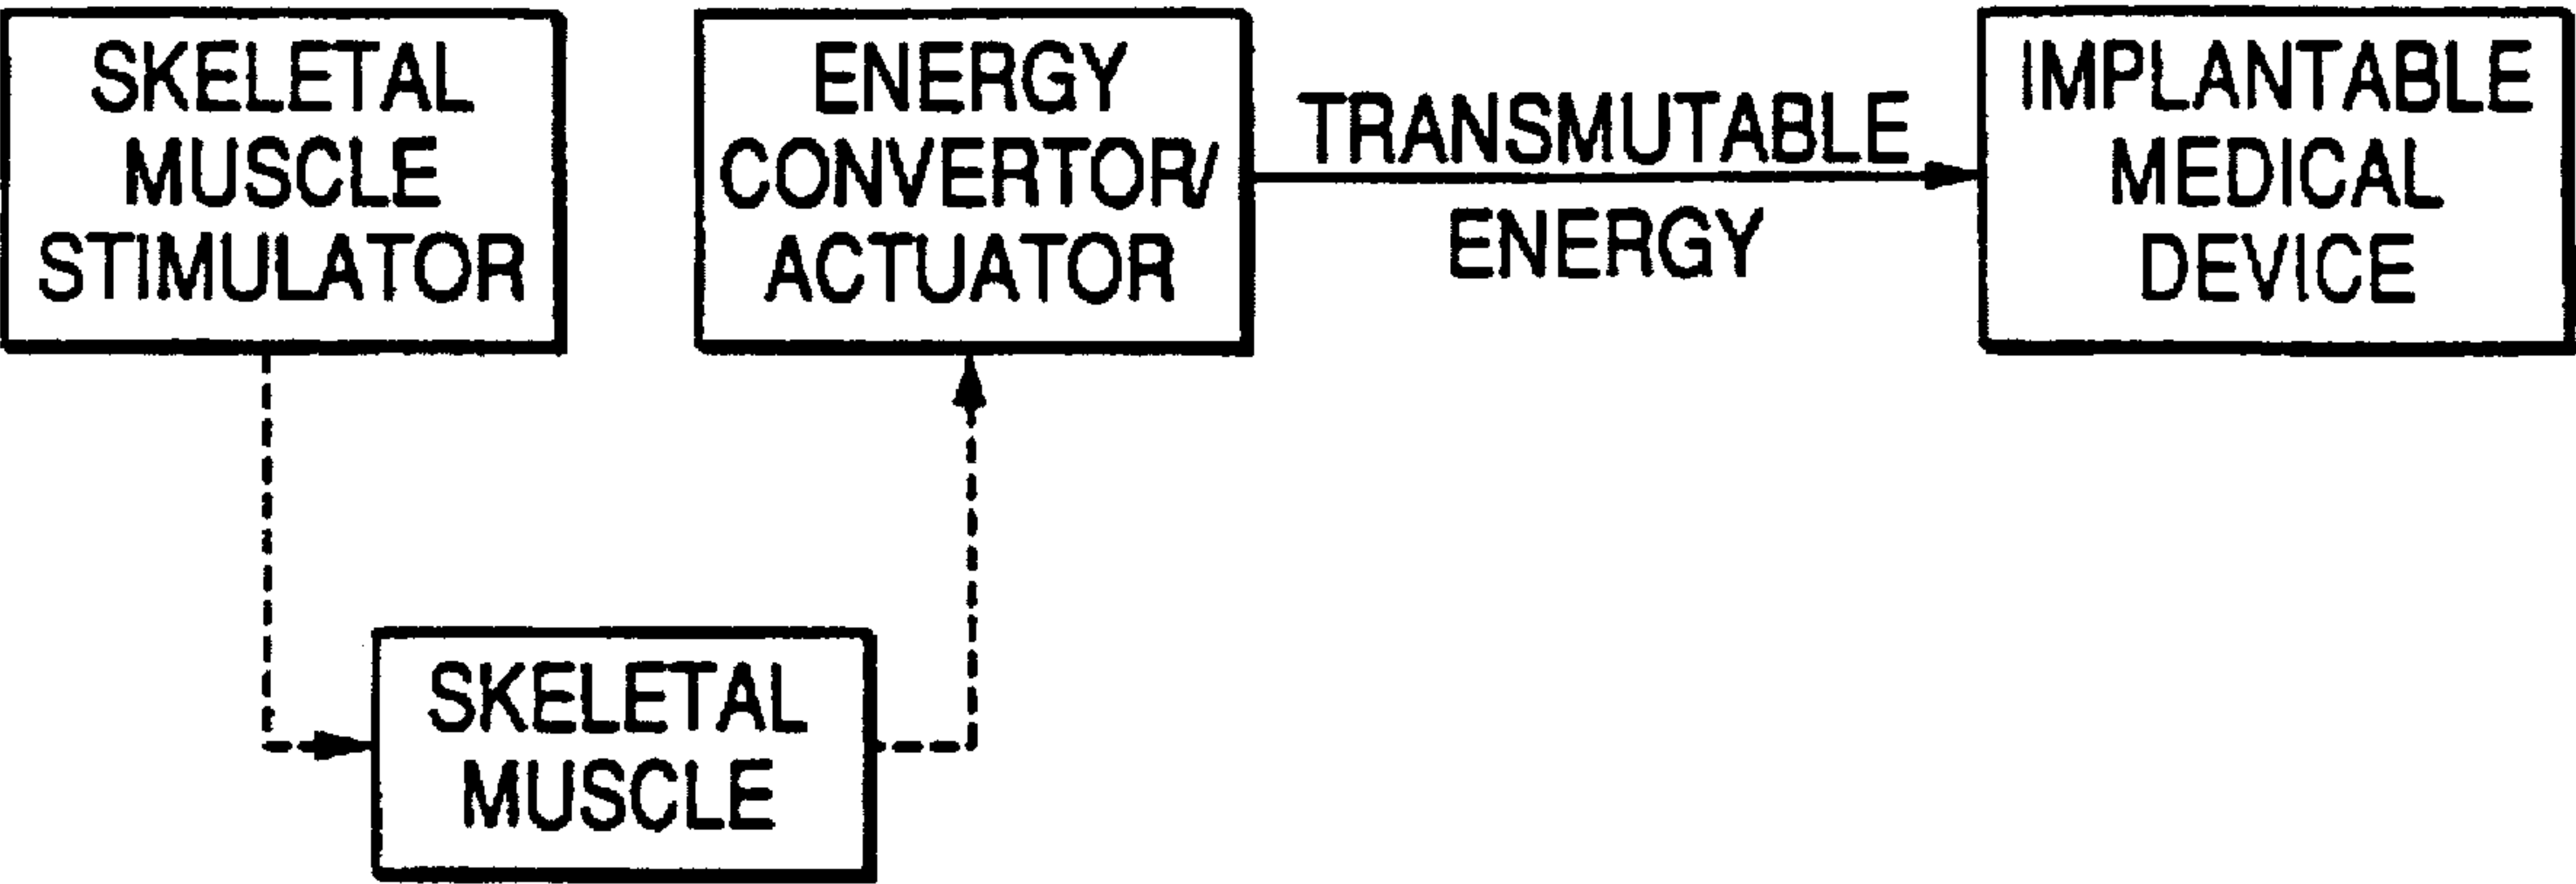 SKELETAL
MUSCLE
STIMULATOR
ENERGY
CONVERTOR/
ACTUATOR
TRANSMUTABLE
ENERGY
IMPLANTABLE
MEDICAL
DEVICE
SKELETAL
MUSCLE